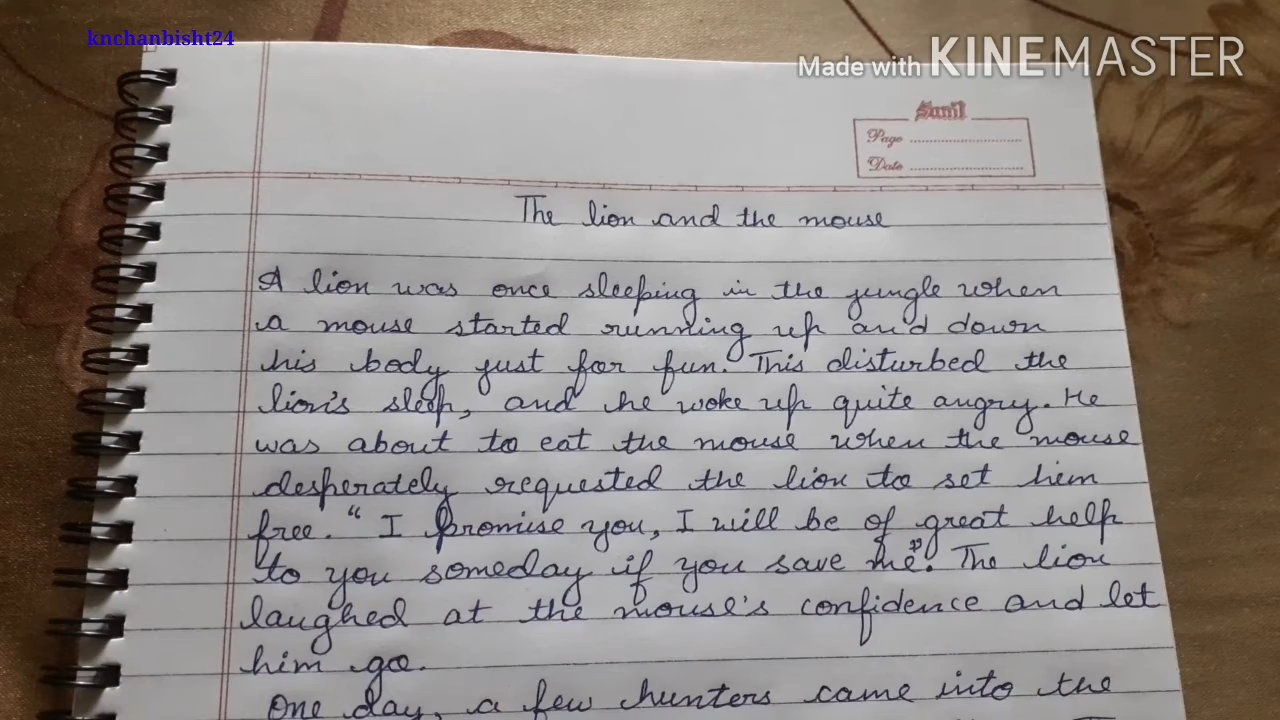 knchanbisht24
Made with KINEMASTER
Sunil
Page
Date
The lion and the mouse
A lion was once sleeping in the jungle when
a mouse started running up and down
his body just for fun. This disturbed the
lion's sleep, and he woke up quite angry. He
was about to eat the mouse when the mouse
desperately requested the lion to set him
free. "I promise you, I will be of great help
to you someday if you save me". The lion
laughed at the mouse's confidence and let
him go.
One day, a few hunters came into the